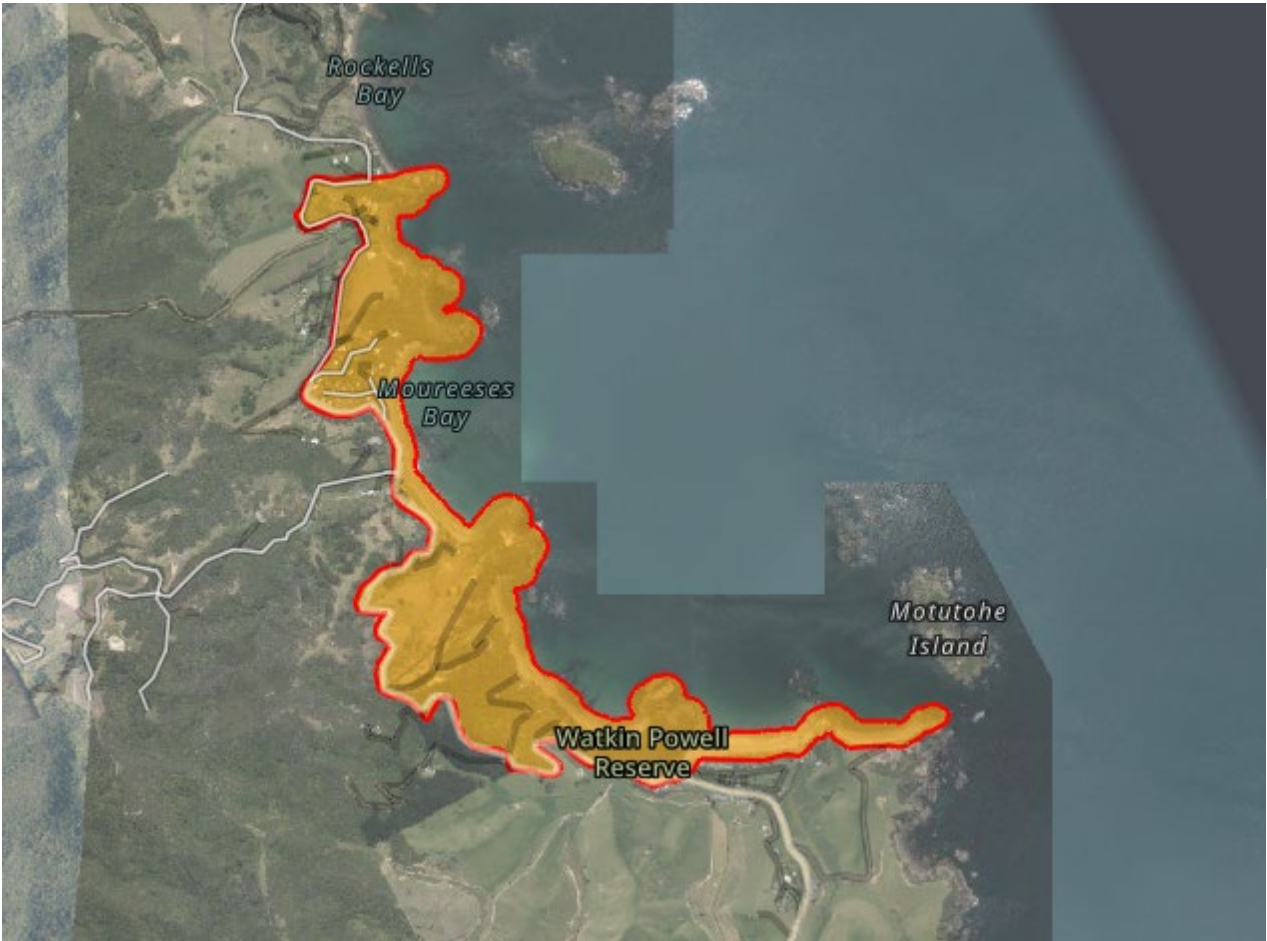 Rockells
Bay
Moureeses
Bay
Motutohe
Island
Watkin Powell
Reserve